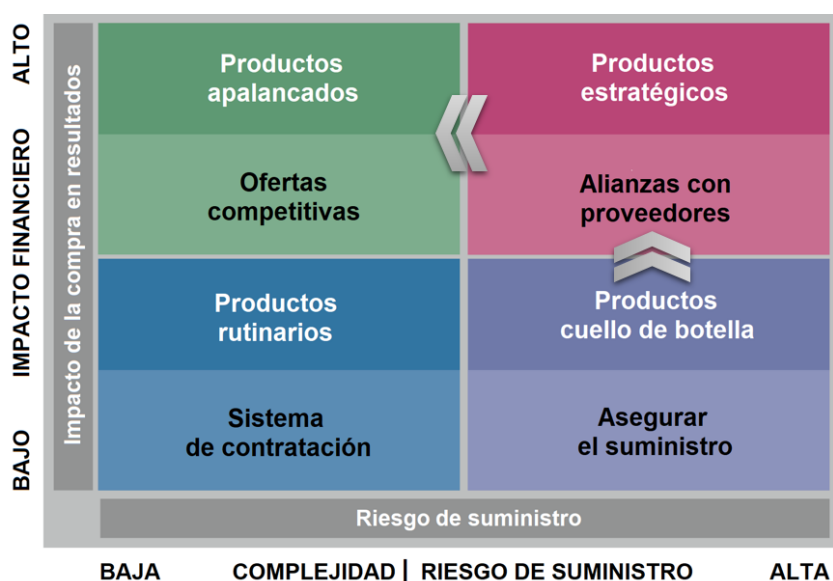 ALTO
IMPACTO FINANCIERO
BAJO
Impacto de la compra en resultados
Productos
apalancados
Ofertas
competitivas
Productos
estratégicos
Alianzas con
proveedores
Productos
rutinarios
Sistema
de contratación
Productos
cuello de botella
Asegurar
el suministro
Riesgo de suministro
BAJA COMPLEJIDAD | RIESGO DE SUMINISTRO ALTA